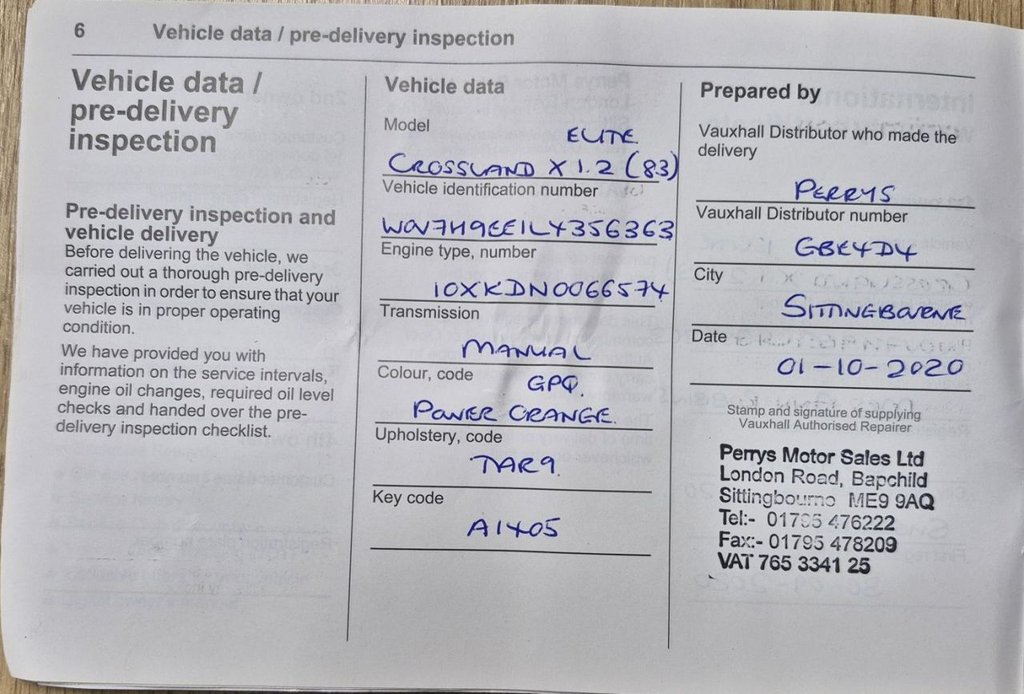 6 Vehicle data / pre-delivery inspection
Vehicle data /
pre-delivery
inspection
Pre-delivery inspection and
vehicle delivery
Before delivering the vehicle, we
carried out a thorough pre-delivery
inspection in order to ensure that your
vehicle is in proper operating
condition.
We have provided you with
information on the service intervals,
engine oil changes, required oil level
checks and handed over the pre-
delivery inspection checklist.
Vehicle data
Model
ELITE
CROSSLAND X 1.2 (83)
Vehicle identification number
W0V7H9EE1L4356363
Engine type, number
10XKDN0066574
Transmission
MANUAL
Colour, code
GPQ.
POWER ORANGE.
Upholstery, code
TAR9.
Key code
A1405
Prepared by
Vauxhall Distributor who made the
delivery
PERRYS
Vauxhall Distributor number
GBE4D4
City
SITTINGBOURNE
Date
01-10-2020
Stamp and signature of supplying
Vauxhall Authorised Repairer
Perrys Motor Sales Ltd
London Road, Bapchild
Sittingbourne ME9 9AQ
Tel:- 01795 476222
Fax:- 01795 478209
VAT 765 3341 25